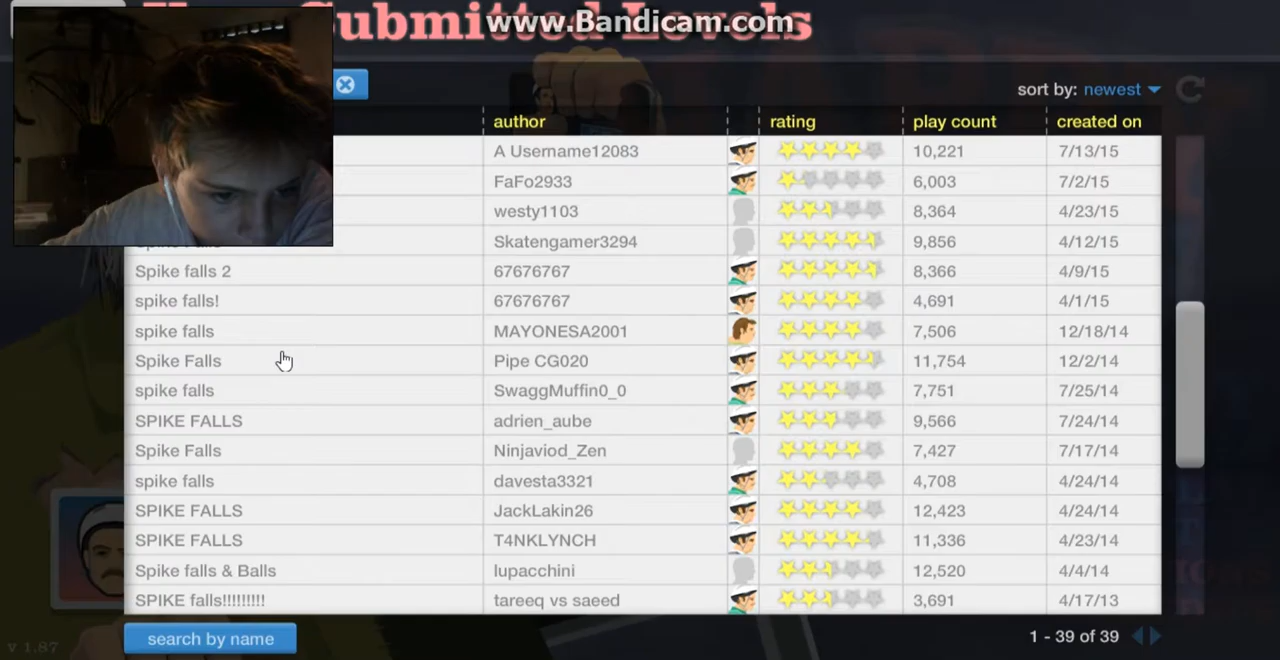 www.Bandicam.com
Submitted Levels
sort by: newest
author rating play count created on
A Username12083 10,221 7/13/15
FaFo2933 6,003 7/2/15
westy1103 8,364 4/23/15
Spike Falls Skatengamer3294 9,856 4/12/15
Spike falls 2 67676767 8,366 4/9/15
spike falls! 67676767 4,691 4/1/15
spike falls MAYONESA2001 7,506 12/18/14
Spike Falls Pipe CG020 11,754 12/2/14
spike falls SwaggMuffin0_0 7,751 7/25/14
SPIKE FALLS adrien_aube 9,566 7/24/14
Spike Falls Ninjaviod_Zen 7,427 7/17/14
spike falls davesta3321 4,708 4/24/14
SPIKE FALLS JackLakin26 12,423 4/24/14
SPIKE FALLS T4NKLYNCH 11,336 4/23/14
Spike falls & Balls lupacchini 12,520 4/4/14
SPIKE falls!!!!!!!!! tareeq vs saeed 3,691 4/17/13
search by name 1 - 39 of 39
v 1.87